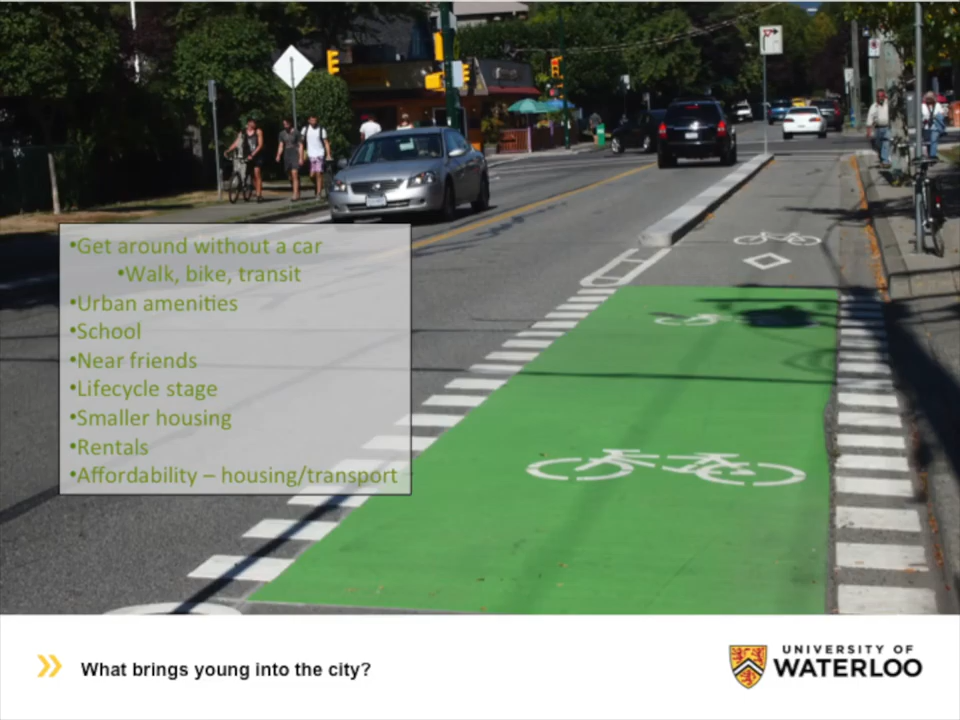 •Get around without a car
•Walk, bike, transit
•Urban amenities
•School
•Near friends
•Lifecycle stage
•Smaller housing
•Rentals
•Affordability – housing/transport
What brings young into the city?
UNIVERSITY OF
WATERLOO